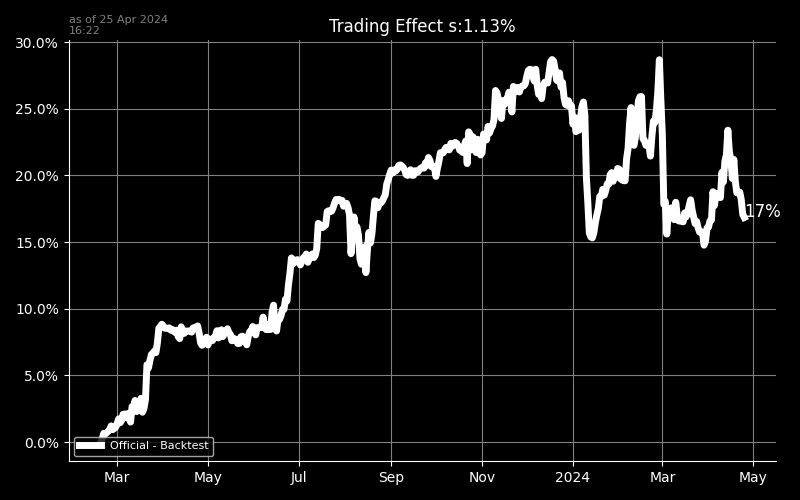 as of 25 Apr 2024
16:22
Trading Effect s:1.13%
30.0%
25.0%
20.0%
15.0%
10.0%
5.0%
0.0%
17%
Official - Backtest
Mar May Jul Sep Nov 2024 Mar May